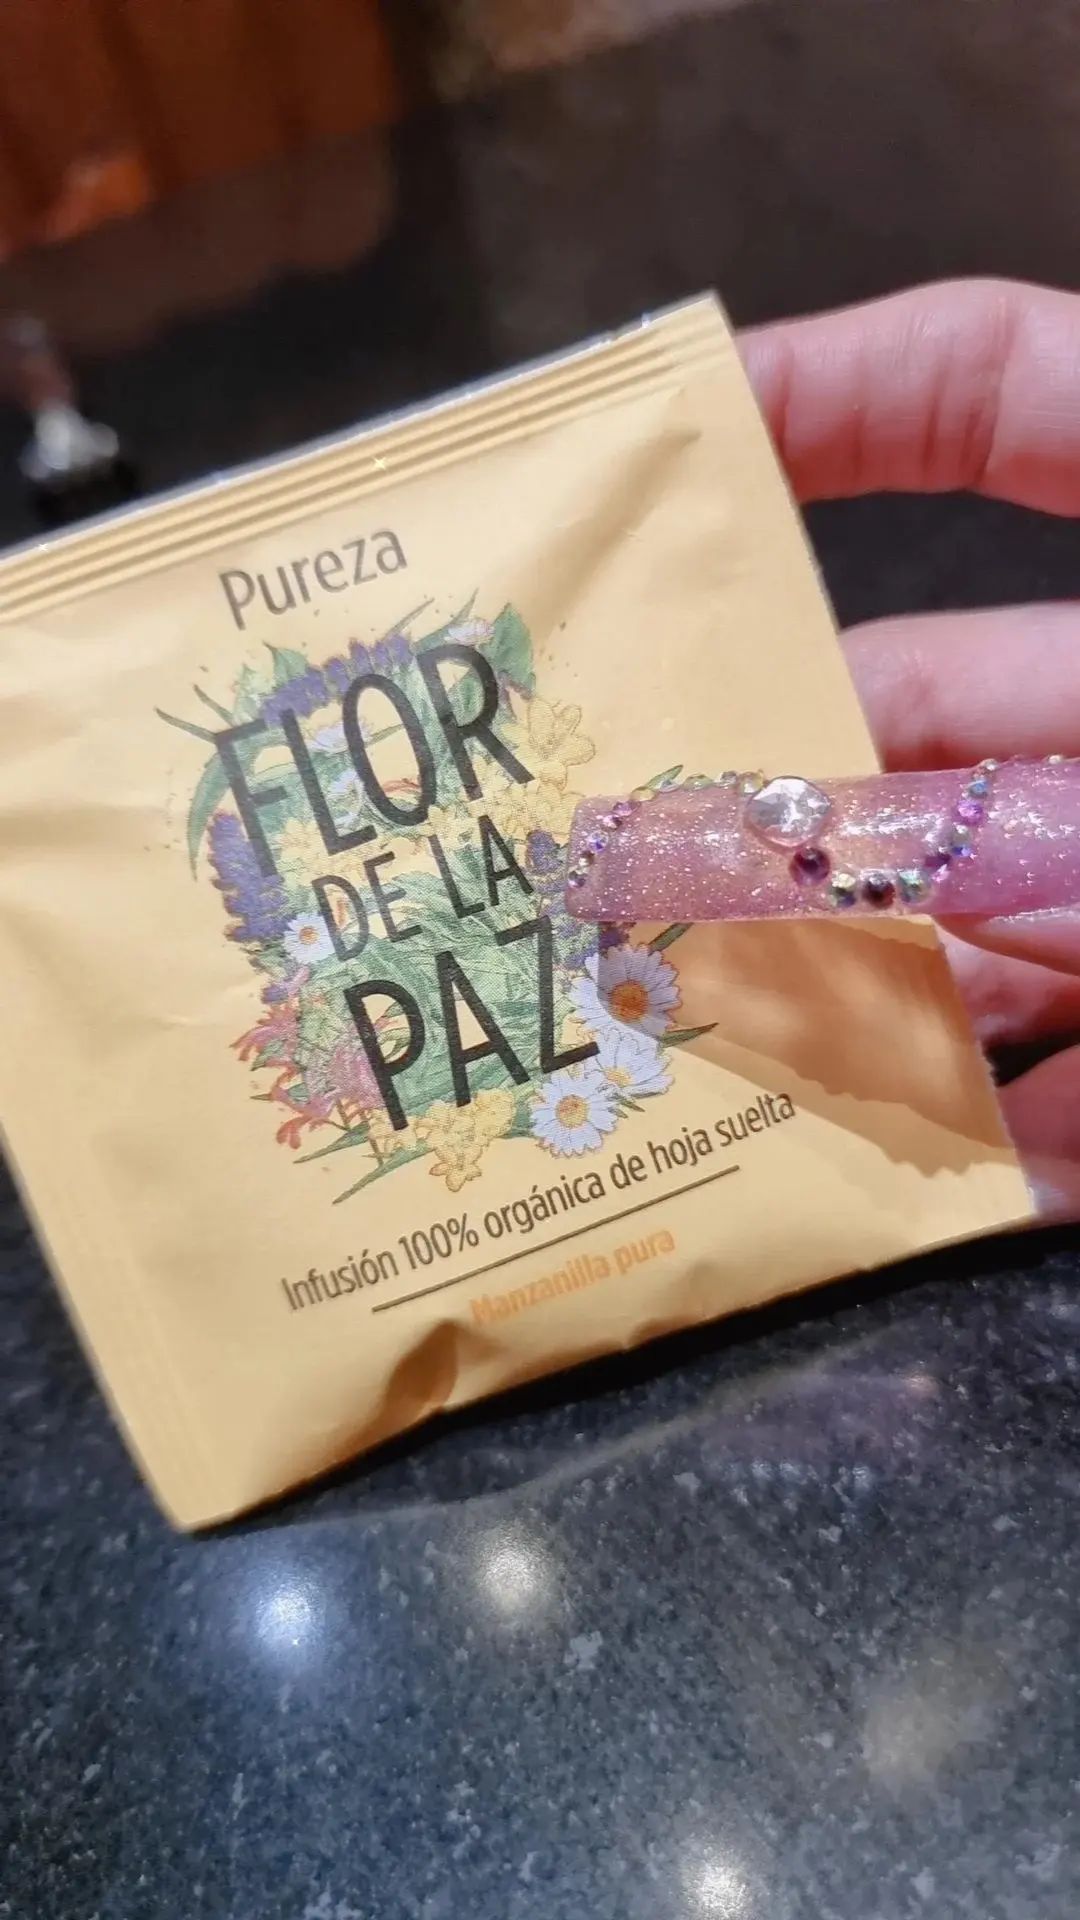 Pureza
FLOR
DE LA
PAZ
Infusión 100% orgánica de hoja suelta
Manzanilla pura